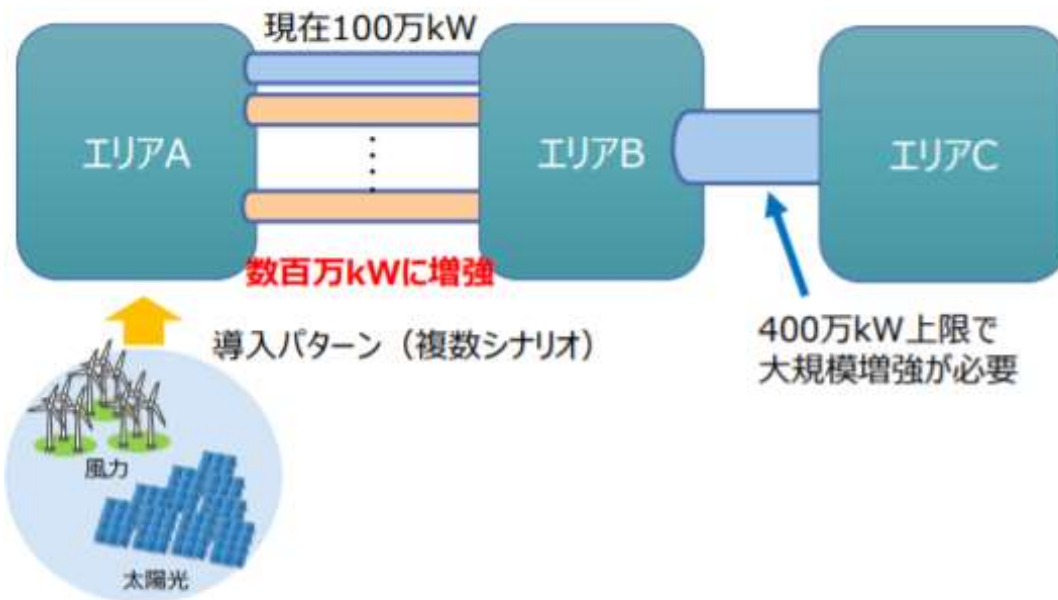 現在100万kW
エリアA
エリアB
エリアC
数百万kWに増強
導入パターン（複数シナリオ）
400万kW上限で
大規模増強が必要
風力
太陽光